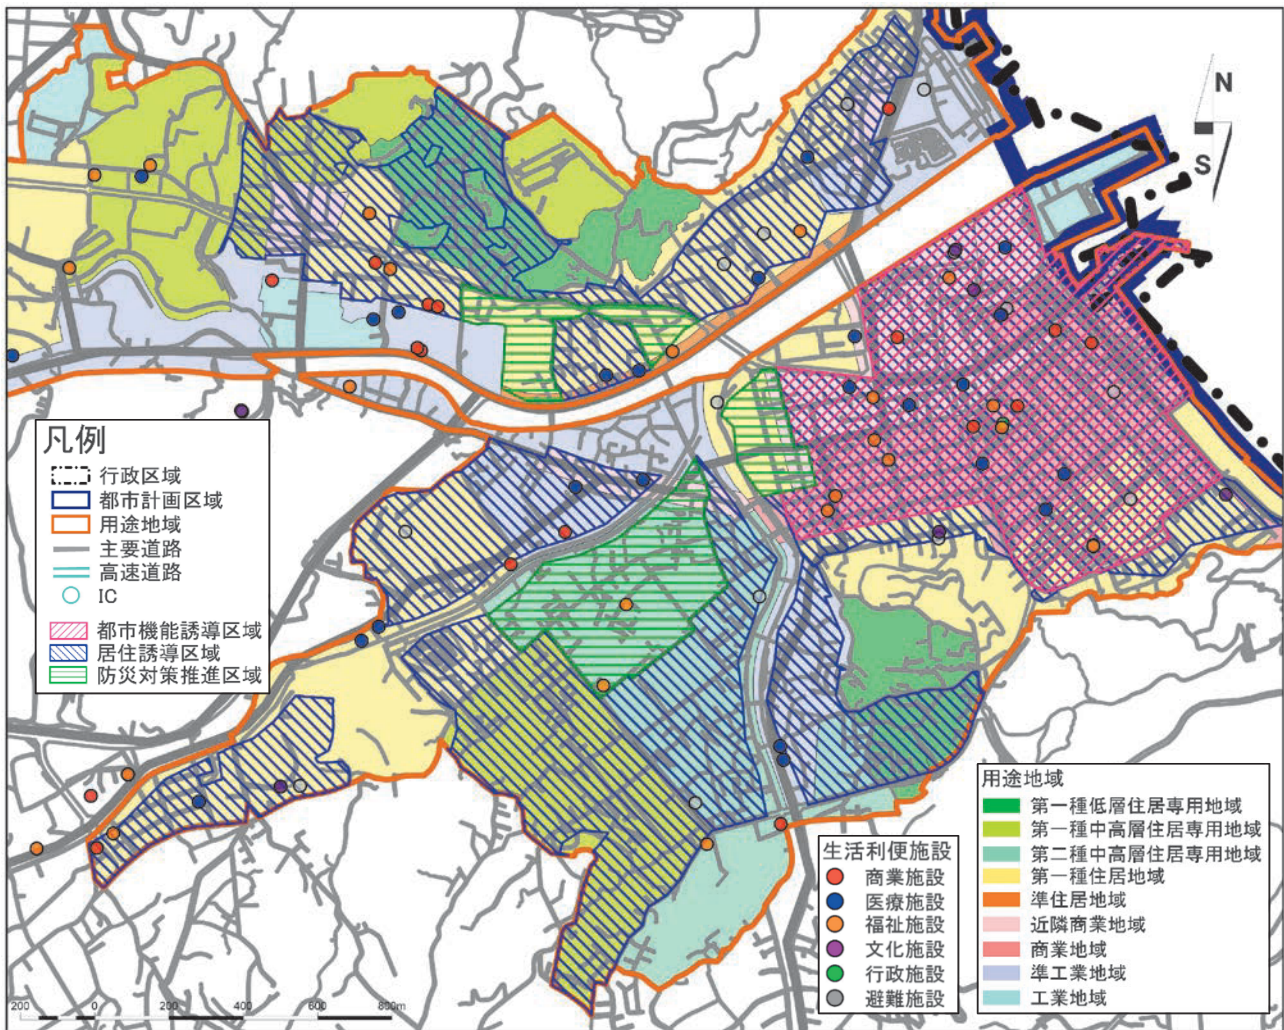 N
S
凡例
行政区域
都市計画区域
用途地域
主要道路
高速道路
IC
都市機能誘導区域
居住誘導区域
防災対策推進区域
用途地域
第一種低層住居専用地域
第一種中高層住居専用地域
第二種中高層住居専用地域
第一種住居地域
準住居地域
近隣商業地域
商業地域
準工業地域
工業地域
生活利便施設
商業施設
医療施設
福祉施設
文化施設
行政施設
避難施設
200 0 200 400 600 800m